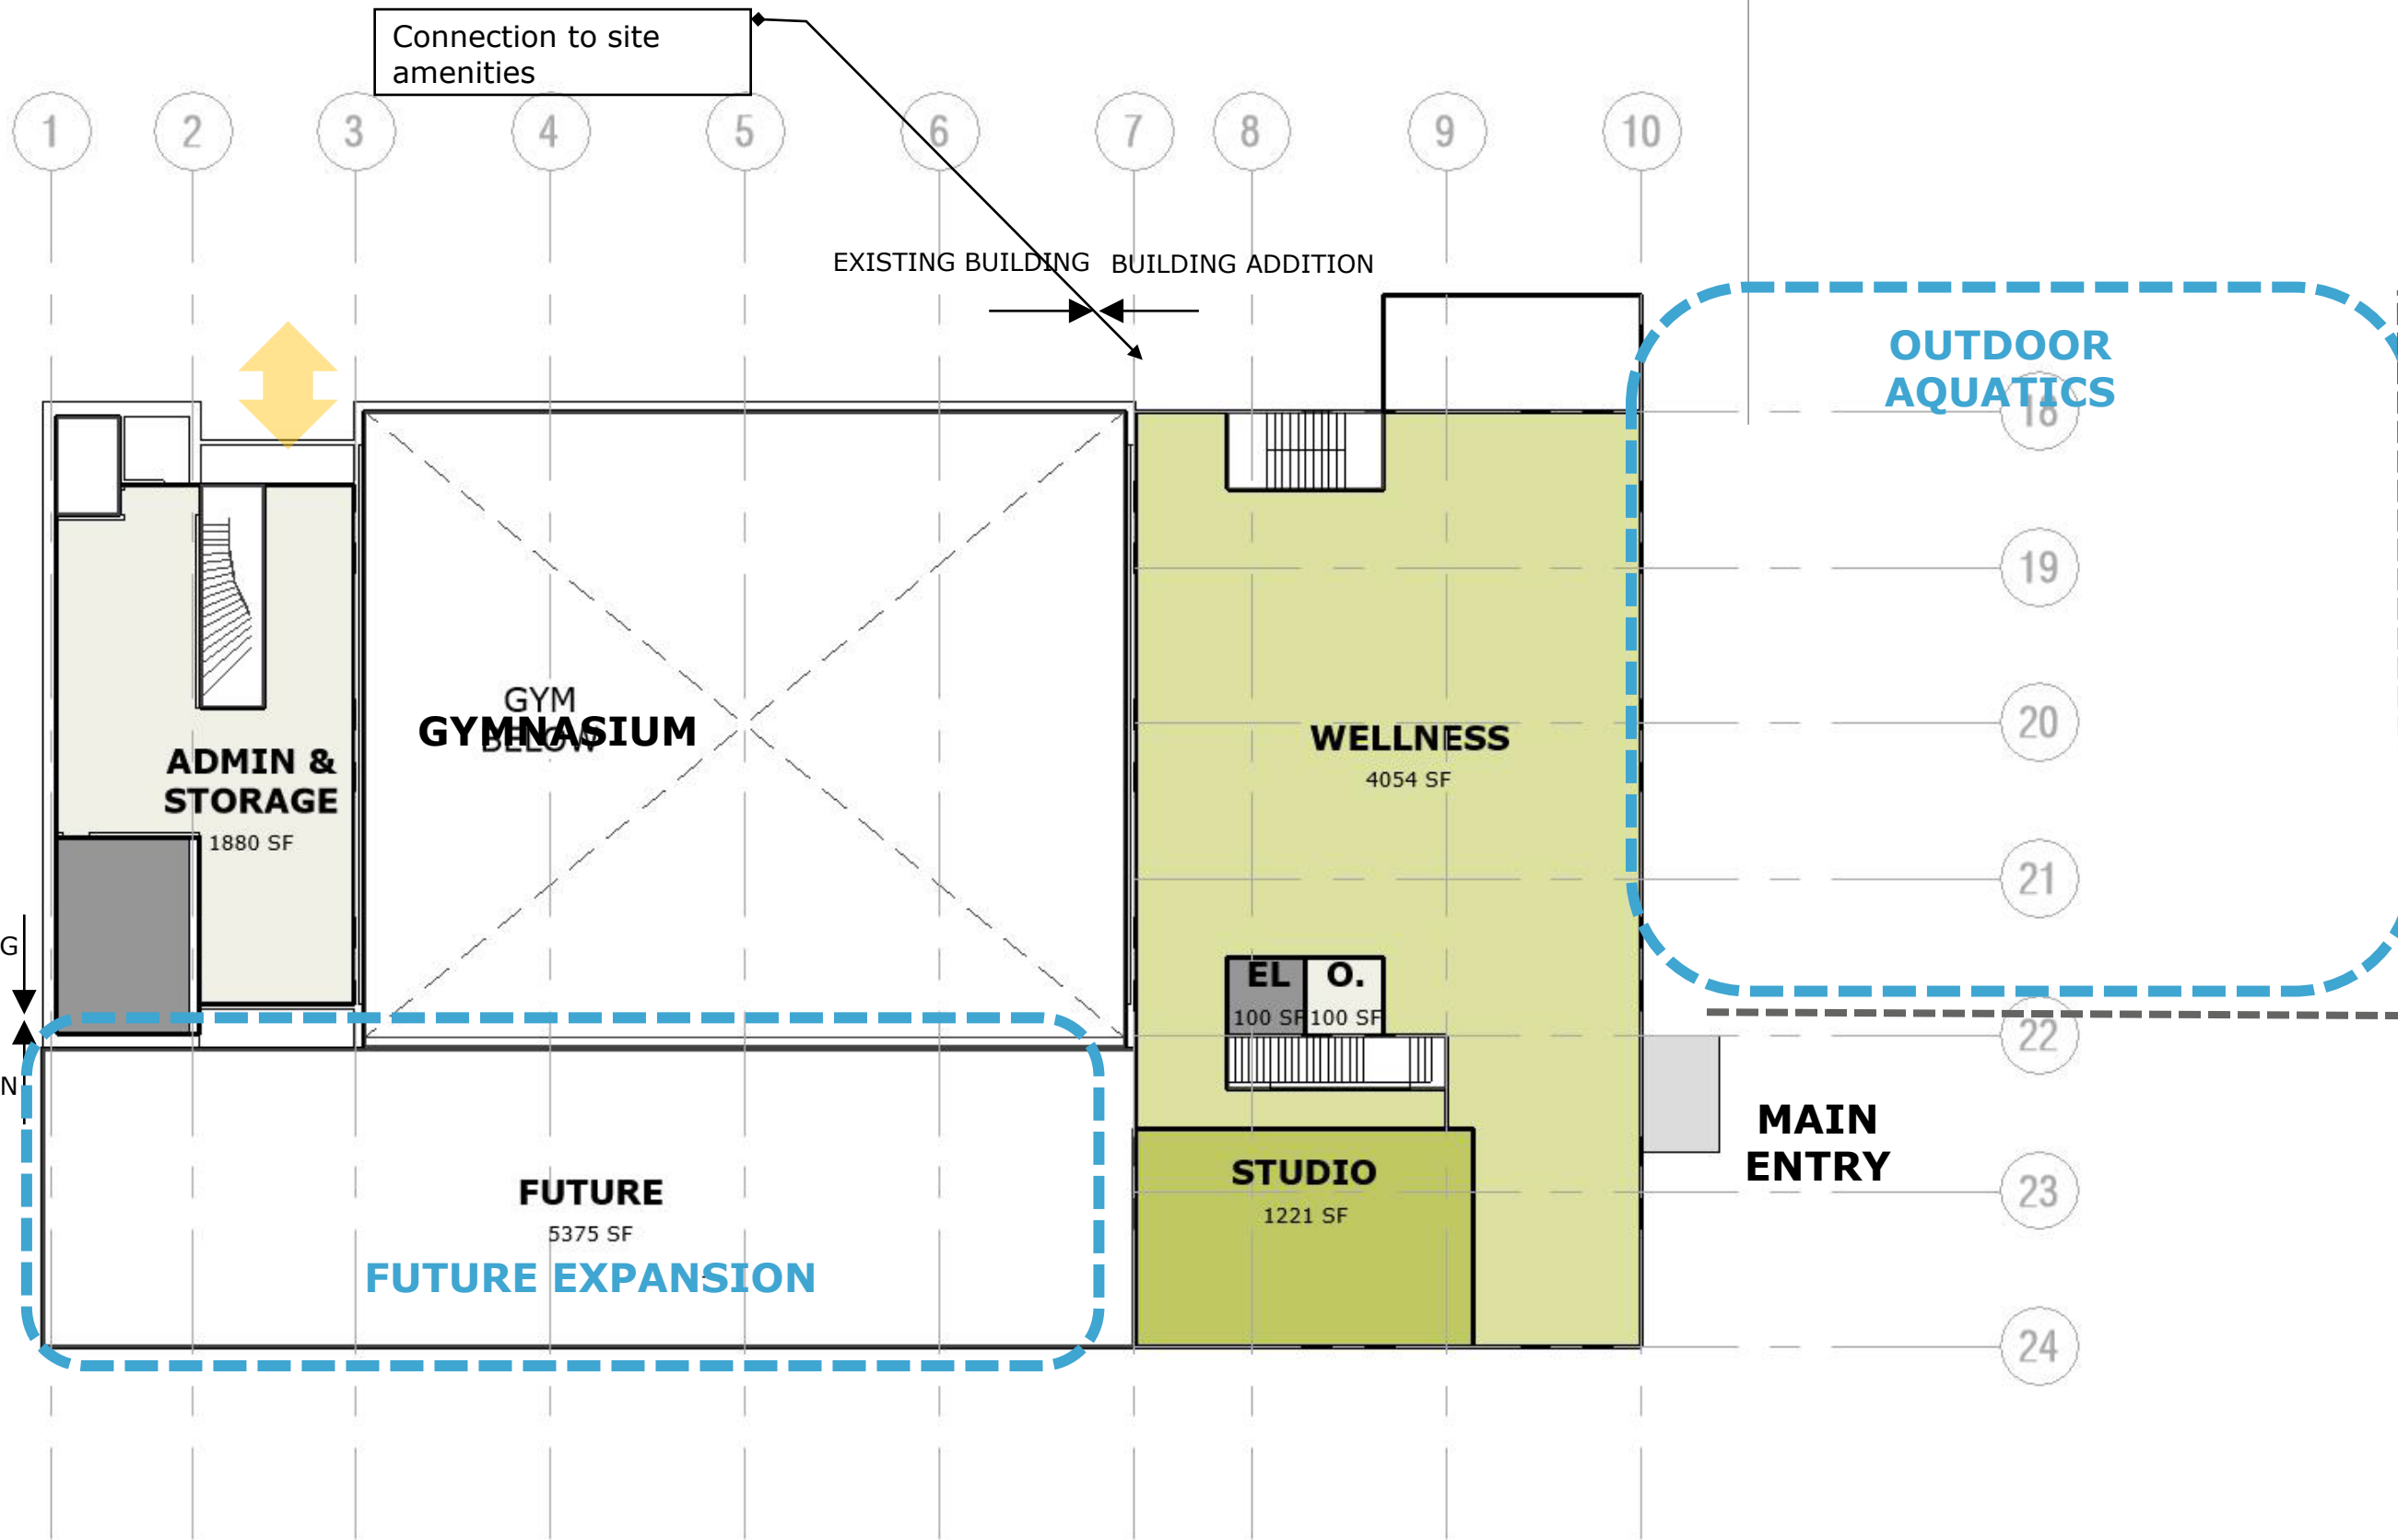 Connection to site
amenities
1
2
3
4
5
6
7
8
9
10
EXISTING BUILDING
BUILDING ADDITION
OUTDOOR
AQUATICS
18
19
GYM
BELOW
GYMNASIUM
WELLNESS
4054 SF
20
ADMIN &
STORAGE
1880 SF
21
G
EL
O.
100 SF
100 SF
22
N
MAIN
ENTRY
STUDIO
1221 SF
FUTURE
5375 SF
23
FUTURE EXPANSION
24